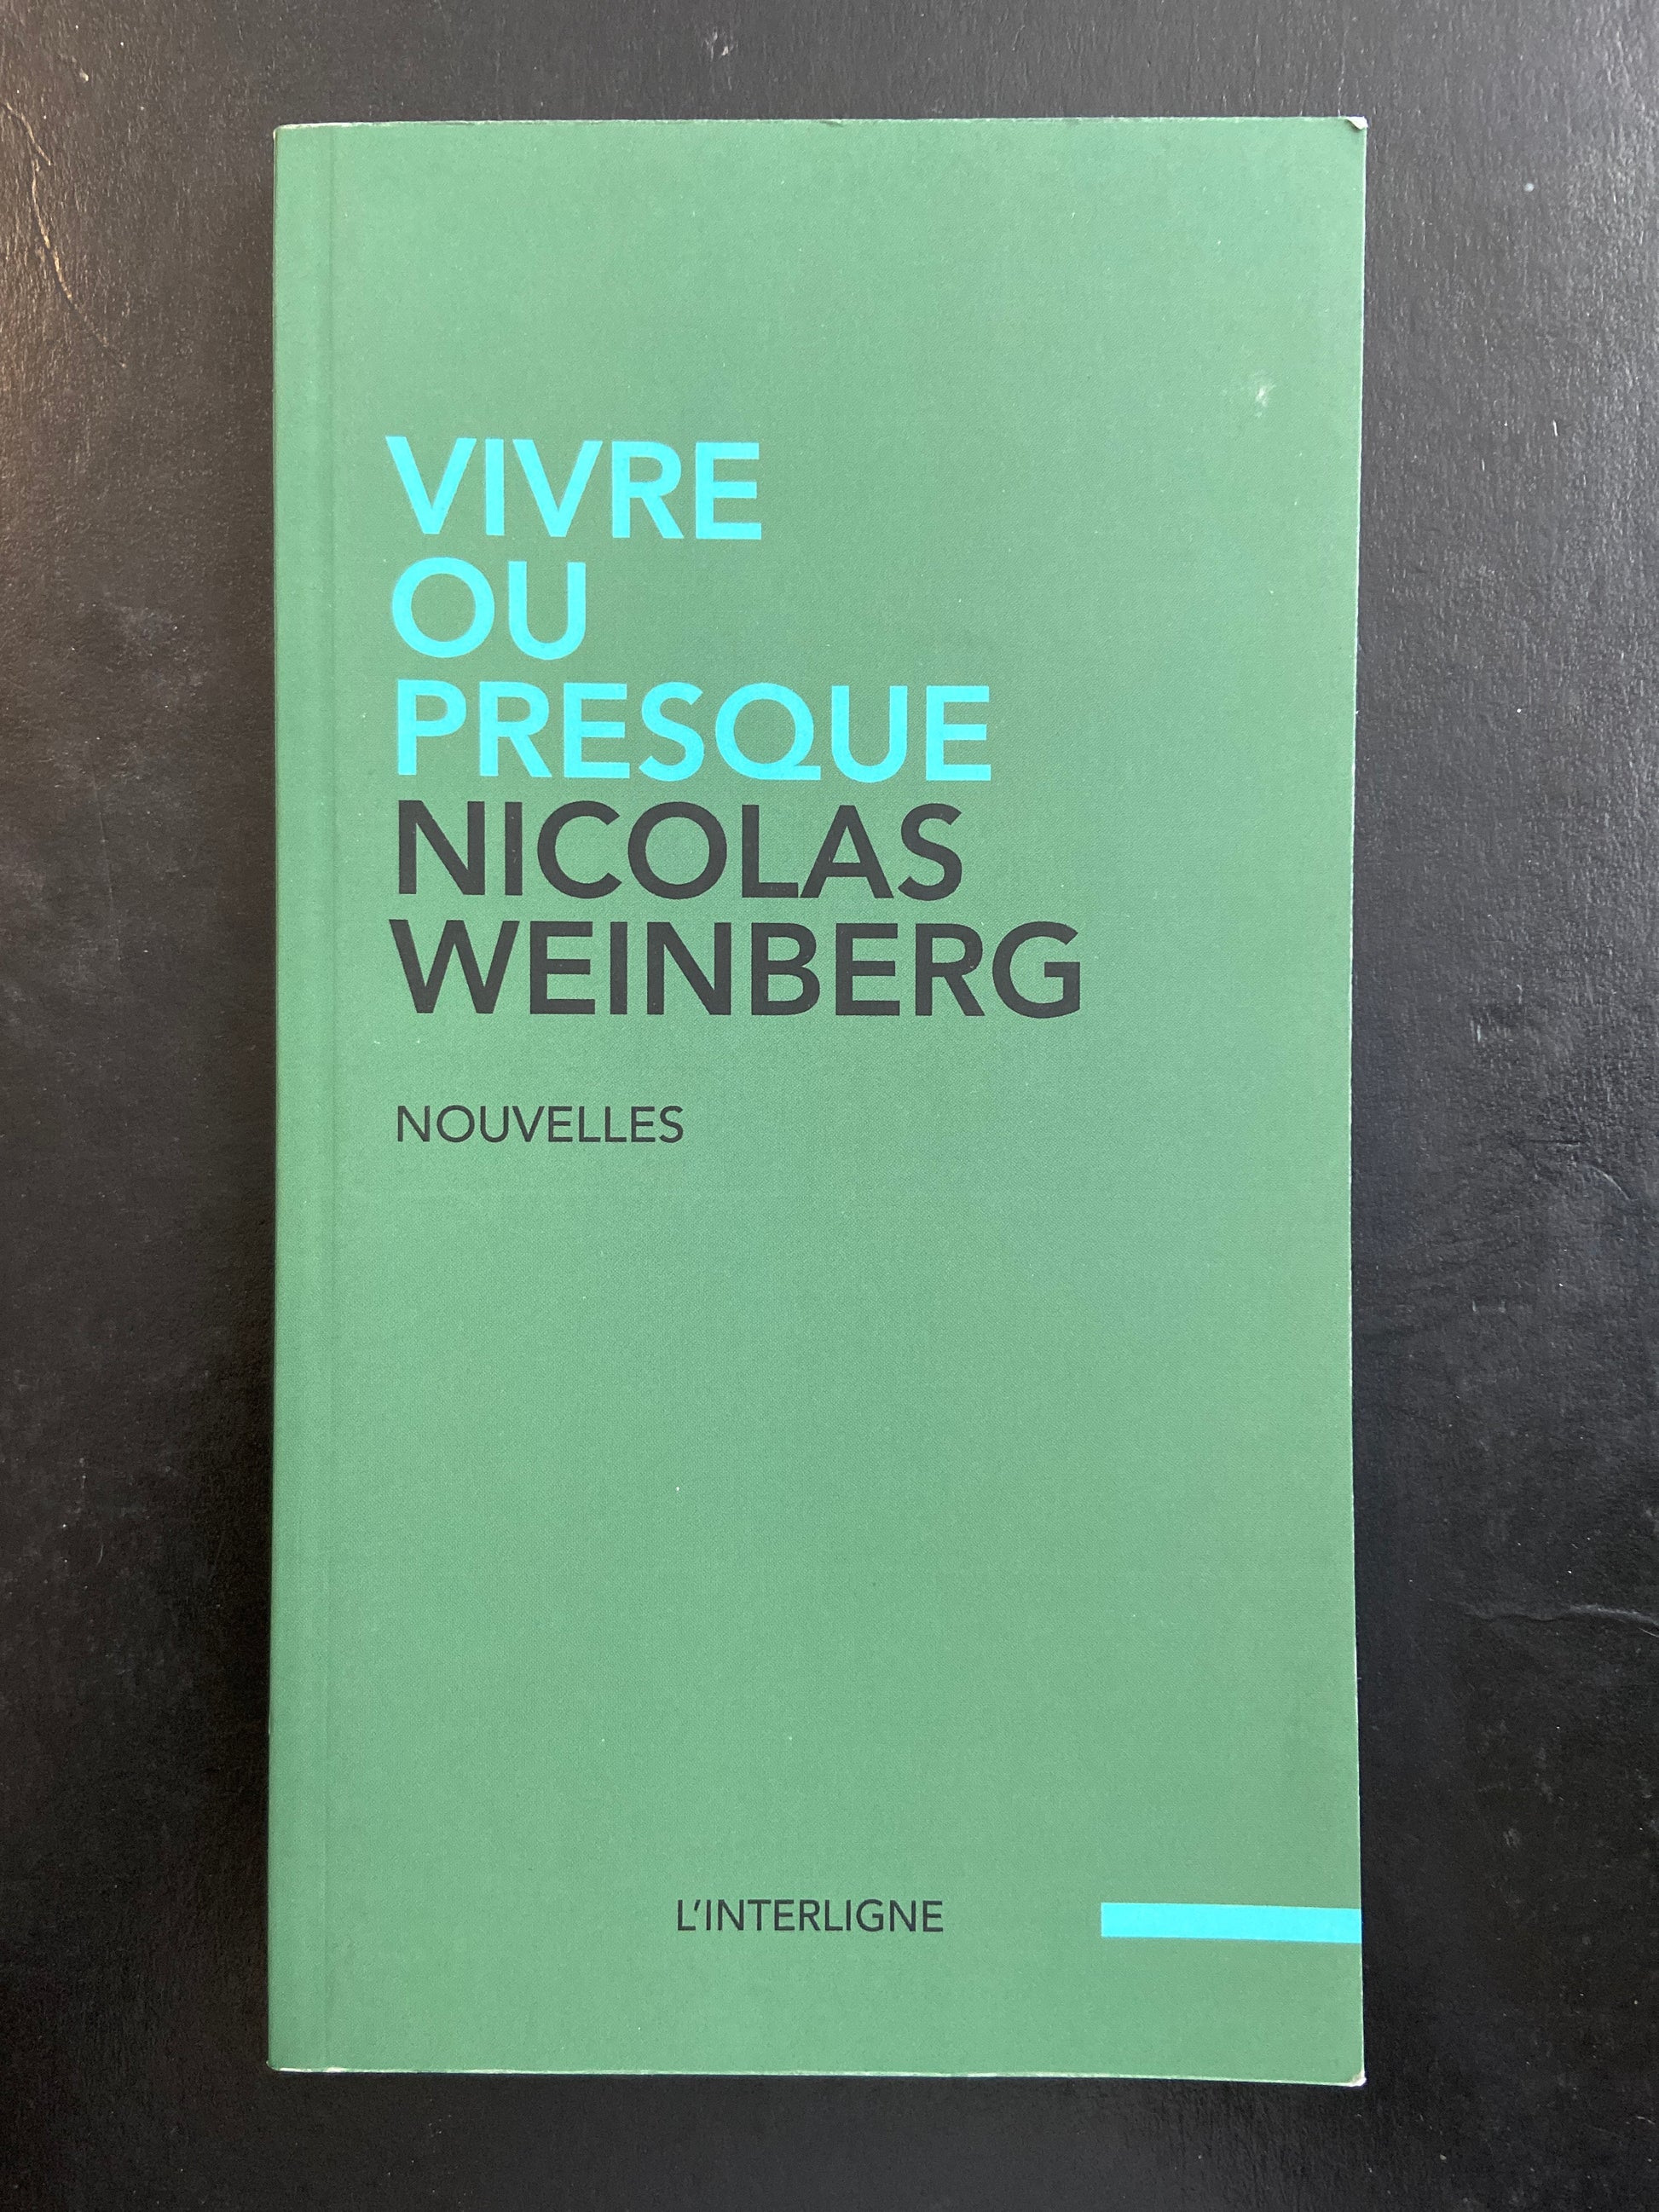 VIVRE
OU
PRESQUE
NICOLAS
WEINBERG
NOUVELLES
L'INTERLIGNE